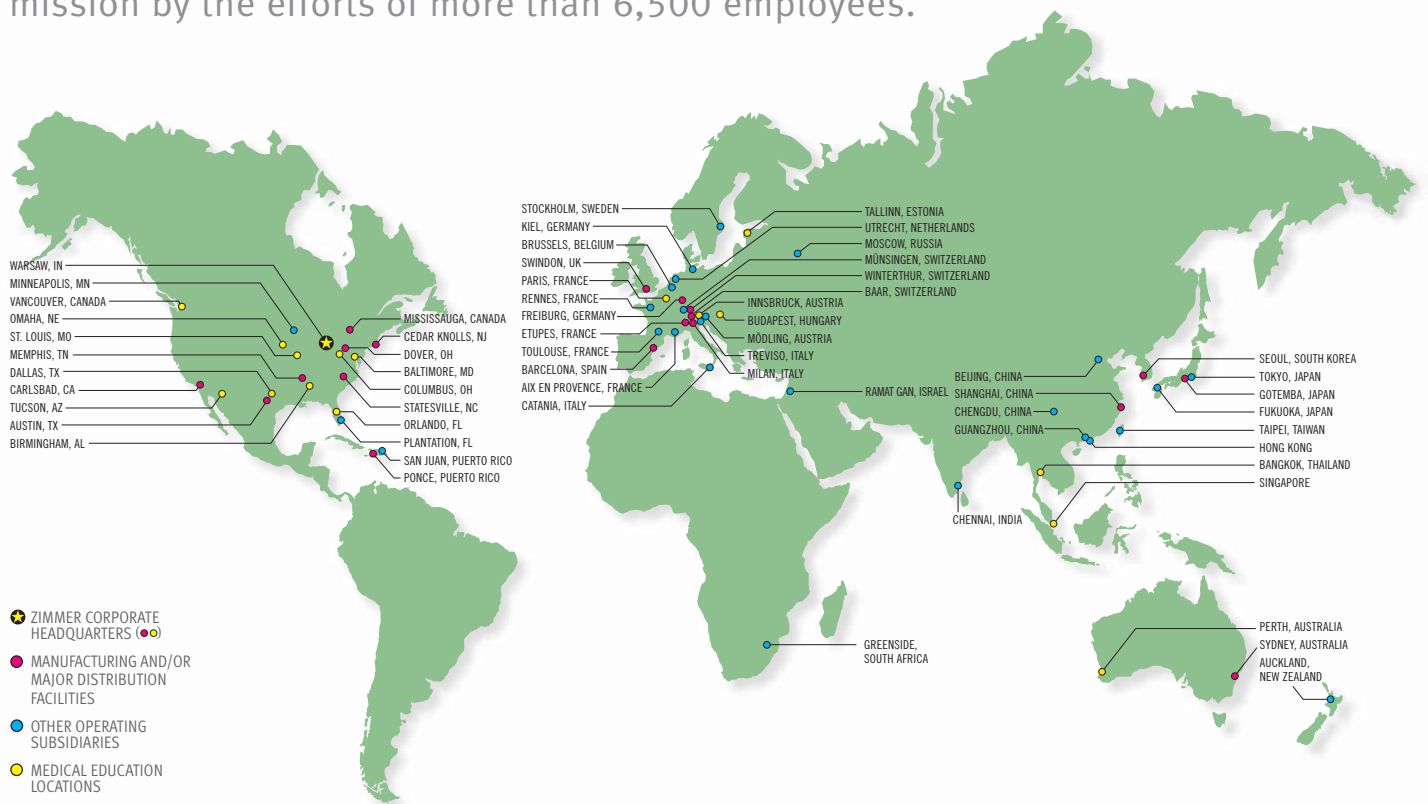 mission by the efforts of more than 6,500 employees.
WARSAW, IN
MINNEAPOLIS, MN
VANCOUVER, CANADA
OMAHA, NE
ST. LOUIS, MO
MEMPHIS, TN
DALLAS, TX
CARLSBAD, CA
TUCSON, AZ
AUSTIN, TX
BIRMINGHAM, AL
MISSISSAUGA, CANADA
CEDAR KNOLLS, NJ
DOVER, OH
BALTIMORE, MD
COLUMBUS, OH
STATESVILLE, NC
ORLANDO, FL
PLANTATION, FL
SAN JUAN, PUERTO RICO
PONCE, PUERTO RICO
STOCKHOLM, SWEDEN
KIEL, GERMANY
BRUSSELS, BELGIUM
SWINDON, UK
PARIS, FRANCE
RENNES, FRANCE
FREIBURG, GERMANY
ETUPES, FRANCE
TOULOUSE, FRANCE
BARCELONA, SPAIN
AIX EN PROVENCE, FRANCE
CATANIA, ITALY
TALLINN, ESTONIA
UTRECHT, NETHERLANDS
MOSCOW, RUSSIA
MÜNSINGEN, SWITZERLAND
WINTERTHUR, SWITZERLAND
BAAR, SWITZERLAND
INNSBRUCK, AUSTRIA
BUDAPEST, HUNGARY
MÖDLING, AUSTRIA
TREVISO, ITALY
MILAN, ITALY
RAMAT GAN, ISRAEL
BEIJING, CHINA
SHANGHAI, CHINA
CHENGDU, CHINA
GUANGZHOU, CHINA
CHENNAI, INDIA
SEOUL, SOUTH KOREA
TOKYO, JAPAN
GOTEMBA, JAPAN
FUKUOKA, JAPAN
TAIPEI, TAIWAN
HONG KONG
BANGKOK, THAILAND
SINGAPORE
GREENSIDE,
SOUTH AFRICA
PERTH, AUSTRALIA
SYDNEY, AUSTRALIA
AUCKLAND,
NEW ZEALAND
ZIMMER CORPORATE
HEADQUARTERS ( )
MANUFACTURING AND/OR
MAJOR DISTRIBUTION
FACILITIES
OTHER OPERATING
SUBSIDIARIES
MEDICAL EDUCATION
LOCATIONS